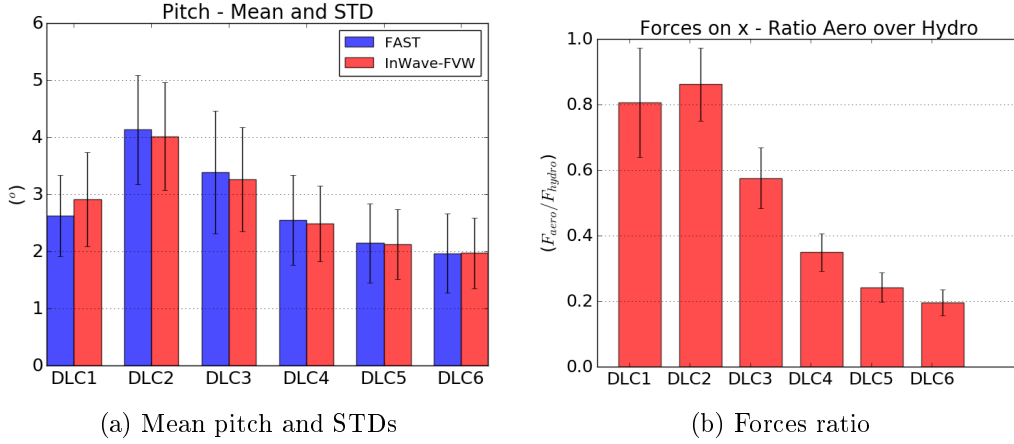 Pitch - Mean and STD
6
5
4
3
2
1
0
(°)
FAST
InWave-FVW
DLC1 DLC2 DLC3 DLC4 DLC5 DLC6
(a) Mean pitch and STDs
Forces on x - Ratio Aero over Hydro
1.0
0.8
0.6
0.4
0.2
0.0
(F_aero/F_hydro)
DLC1 DLC2 DLC3 DLC4 DLC5 DLC6
(b) Forces ratio